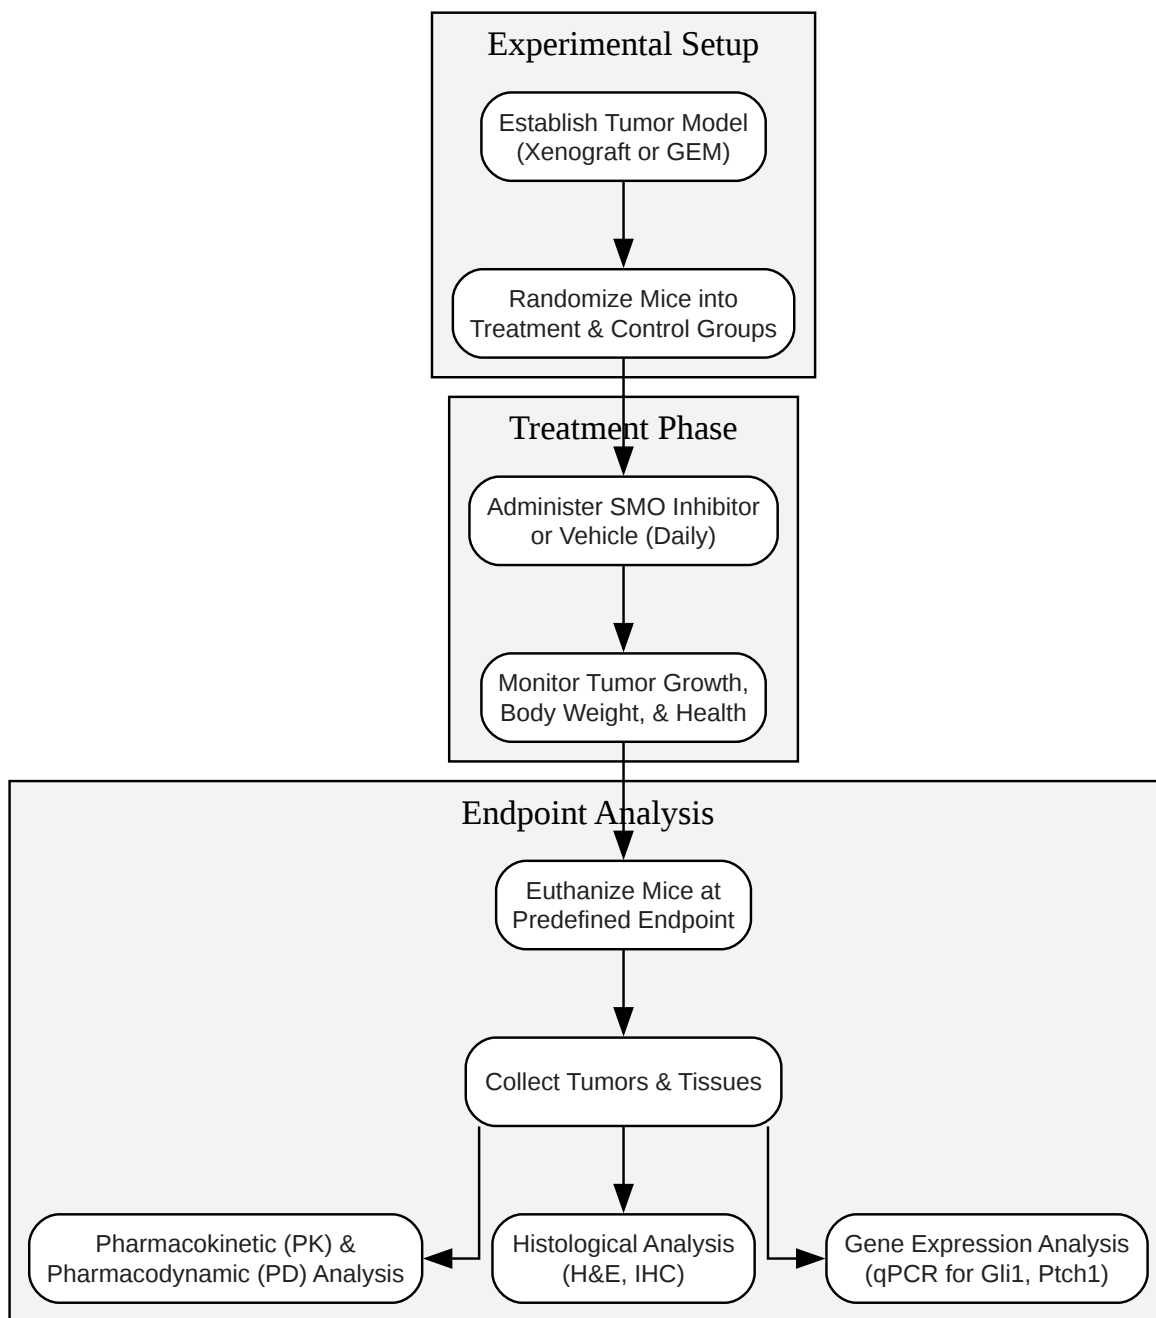 Experimental Setup
Establish Tumor Model
(Xenograft or GEM)
Randomize Mice into
Treatment & Control Groups
Treatment Phase
Administer SMO Inhibitor
or Vehicle (Daily)
Monitor Tumor Growth,
Body Weight, & Health
Endpoint Analysis
Euthanize Mice at
Predefined Endpoint
Collect Tumors & Tissues
Pharmacokinetic (PK) &
Pharmacodynamic (PD) Analysis
Histological Analysis
(H&E, IHC)
Gene Expression Analysis
(qPCR for Gli1, Ptch1)